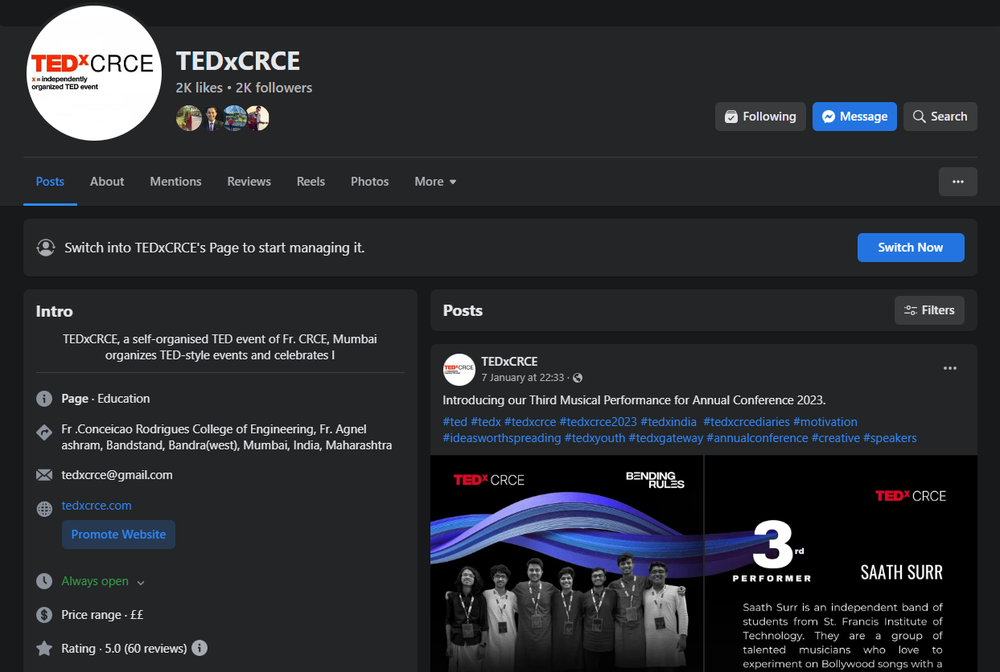 TEDxCRCE
x = independently
organized TED event
TEDxCRCE
2K likes • 2K followers
Following
Message
Search
Posts
About
Mentions
Reviews
Reels
Photos
More
Switch into TEDxCRCE's Page to start managing it.
Switch Now
Intro
TEDxCRCE, a self-organised TED event of Fr. CRCE, Mumbai
organizes TED-style events and celebrates I
Page · Education
Fr .Conceicao Rodrigues College of Engineering, Fr. Agnel
ashram, Bandstand, Bandra(west), Mumbai, India, Maharashtra
tedxcrce@gmail.com
tedxcrce.com
Promote Website
Always open
Price range · ££
Rating · 5.0 (60 reviews)
Posts
Filters
TEDxCRCE
TEDxCRCE
7 January at 22:33 ·
Introducing our Third Musical Performance for Annual Conference 2023.
#ted #tedx #tedxcrce #tedxcrce2023 #tedxindia #tedxcrcediaries #motivation
#ideasworthspreading #tedxyouth #tedxgateway #annualconference #creative #speakers
TEDx CRCE
BENDING
RULES
TEDx CRCE
3rd
PERFORMER
SAATH SURR
Saath Surr is an independent band of
students from St. Francis Institute of
Technology. They are a group of
talented musicians who love to
experiment on Bollywood songs with a